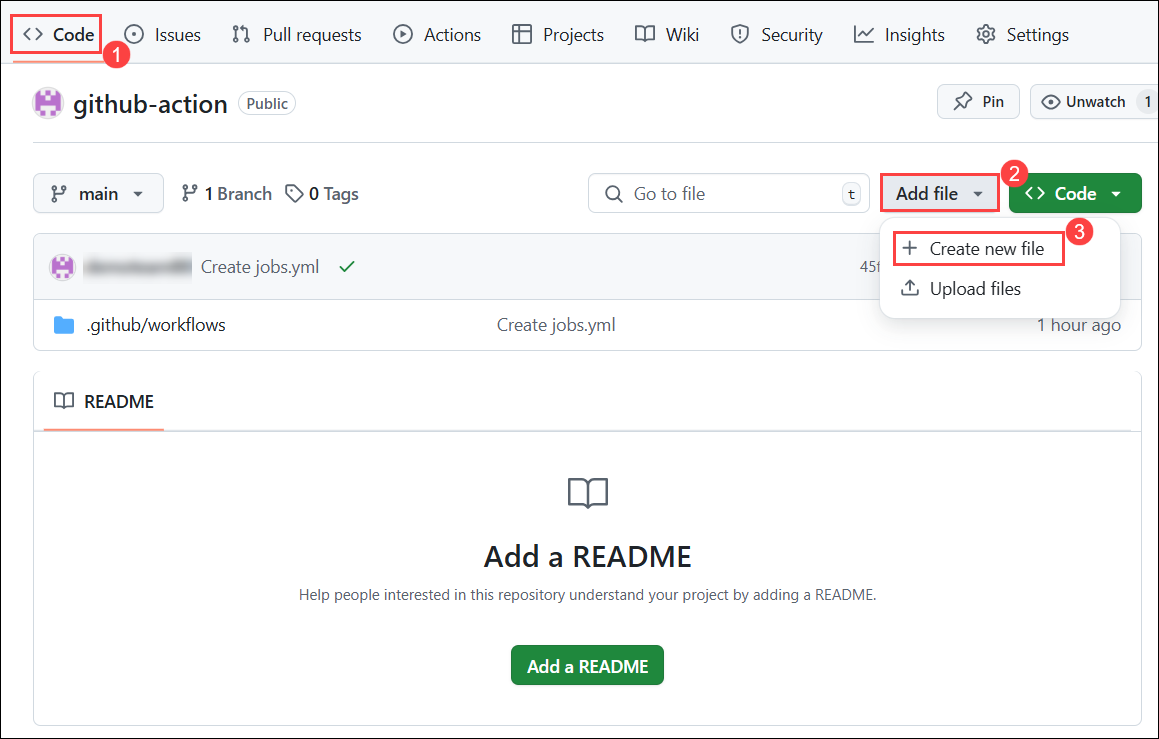 Code Issues Pull requests Actions Projects Wiki Security Insights Settings
1
github-action Public Pin Unwatch 1
2
main 1 Branch 0 Tags Go to file t Add file Code
3
Create new file
Create jobs.yml 45f
Upload files
.github/workflows Create jobs.yml 1 hour ago
README
Add a README
Help people interested in this repository understand your project by adding a README.
Add a README